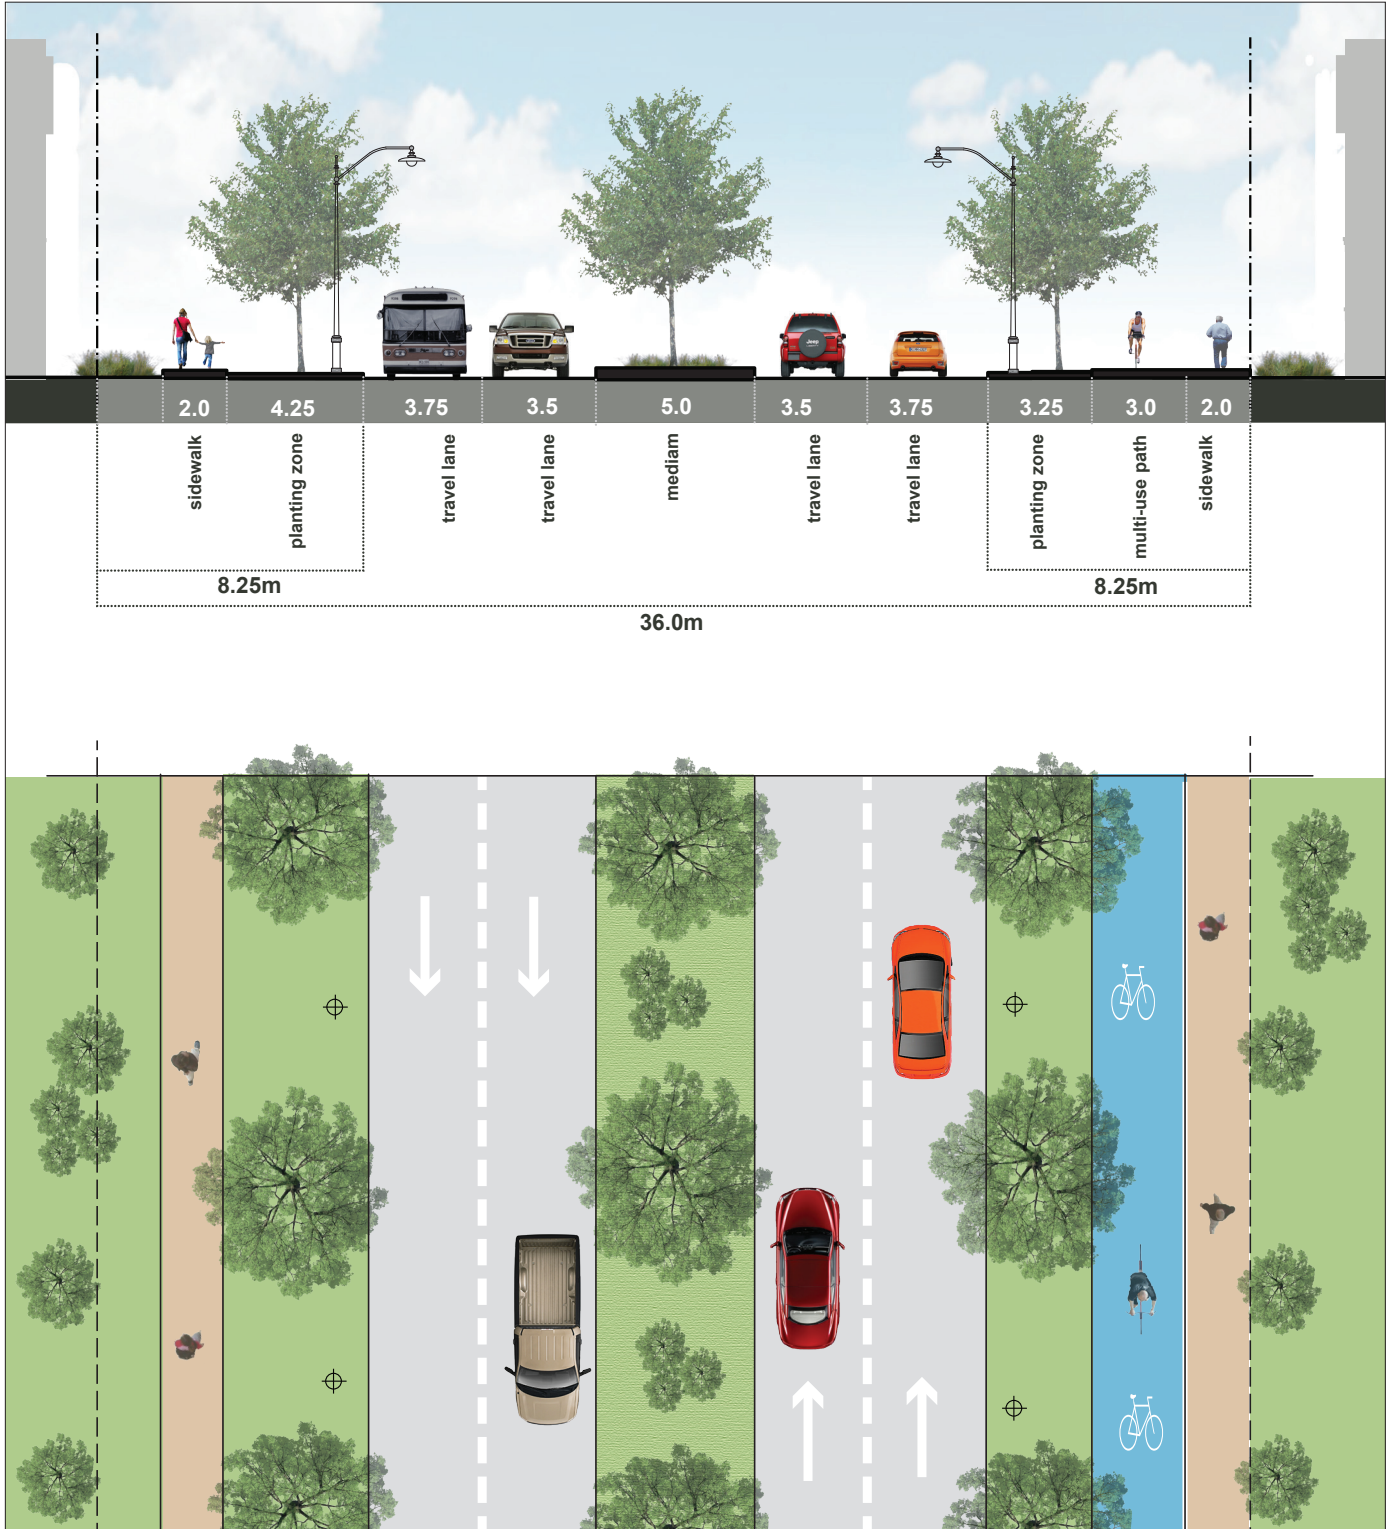 2.0 4.25 3.75 3.5 5.0 3.5 3.75 3.25 3.0 2.0
sidewalk
planting zone
travel lane
travel lane
mediam
travel lane
travel lane
planting zone
multi-use path
sidewalk
8.25m 8.25m
36.0m